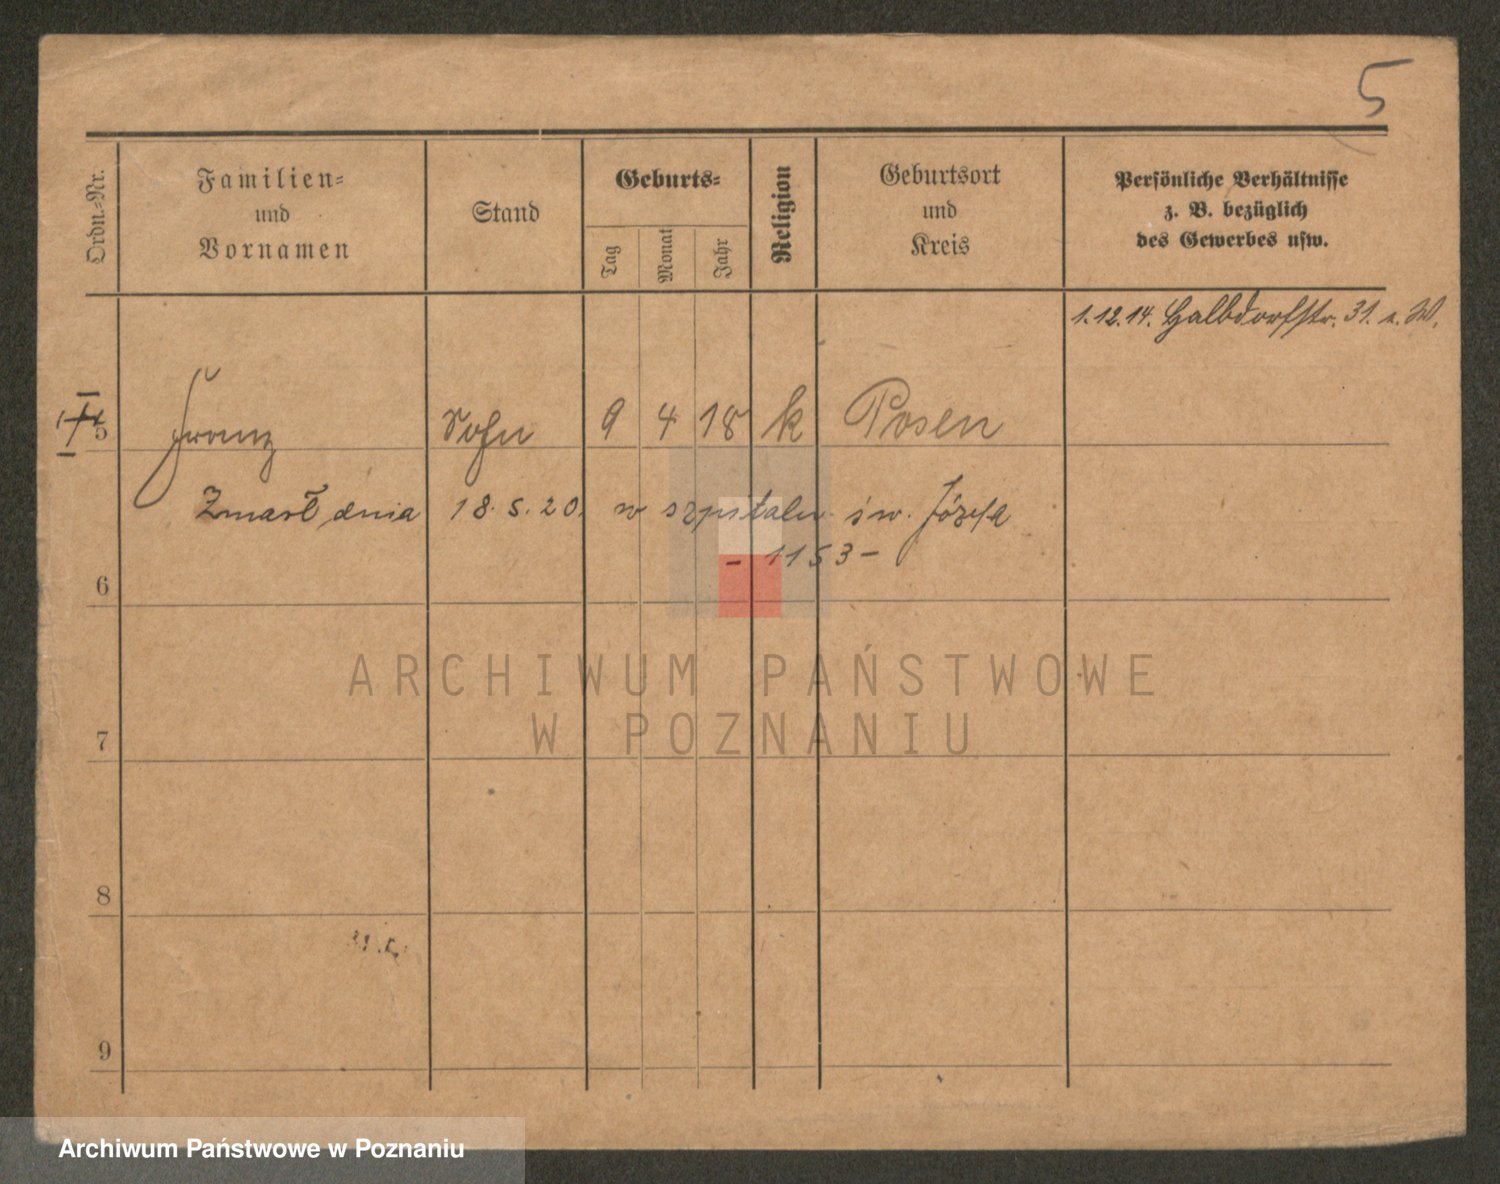 5
Ordn.-Nr.
Familien-
und
Vornamen
Stand
Geburts-
Tag
Monat
Jahr
Religion
Geburtsort
und
Kreis
Persönliche Verhältnisse
z. B. bezüglich
des Gewerbes usw.
1.12.14. Halbdorfstr. 31. s. W.
5 Franz Sohn 9 4 18 k Posen
Zmarł dnia 18.5.20. w szpitalu św. Józefa
- 1153 -
6
ARCHIWUM PAŃSTWOWE
W POZNANIU
7
8
9
Archiwum Państwowe w Poznaniu